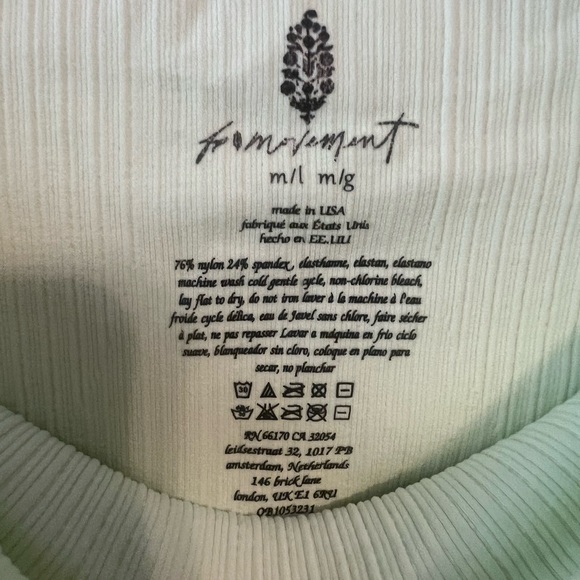 fp movement
m/l m/g
made in USA
fabriqué aux États Unis
hecho en EE.UU
76% nylon 24% spandex, elasthanne, elastan, elastano
machine wash cold gentle cycle, non-chlorine bleach,
lay flat to dry, do not iron laver à la machine à l'eau
froide cycle délica, eau de Javel sans chlore, faire sécher
à plat, ne pas repasser Lavar a máquina en frío ciclo
suave, blanqueador sin cloro, coloque en plano para
secar, no planchar
30
RN 66170 CA 32054
leidsestraat 32, 1017 PB
amsterdam, Netherlands
146 brick lane
london, UK E1 6RU
OB1053231